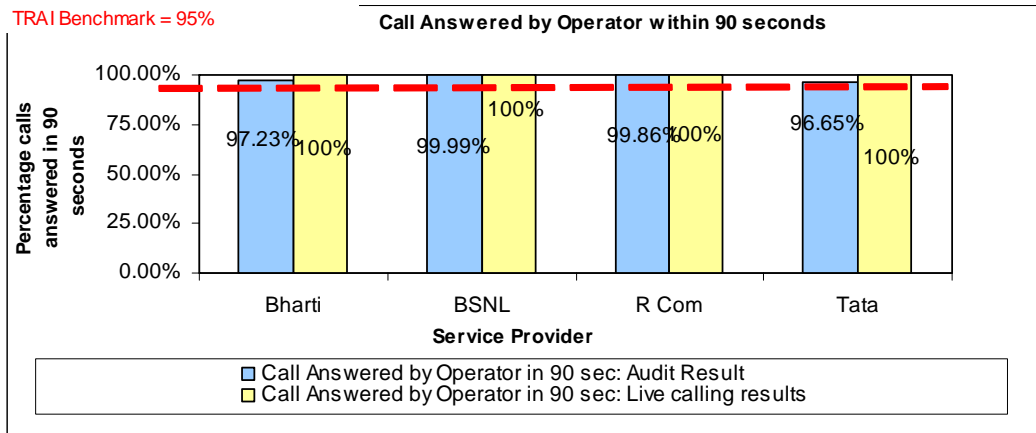 TRAI Benchmark = 95%
Call Answered by Operator within 90 seconds
Percentage calls
answered in 90
seconds
100.00%
75.00%
50.00%
25.00%
0.00%
97.23%
100%
99.99%
100%
99.86%
100%
96.65%
100%
Bharti
BSNL
R Com
Tata
Service Provider
Call Answered by Operator in 90 sec: Audit Result
Call Answered by Operator in 90 sec: Live calling results